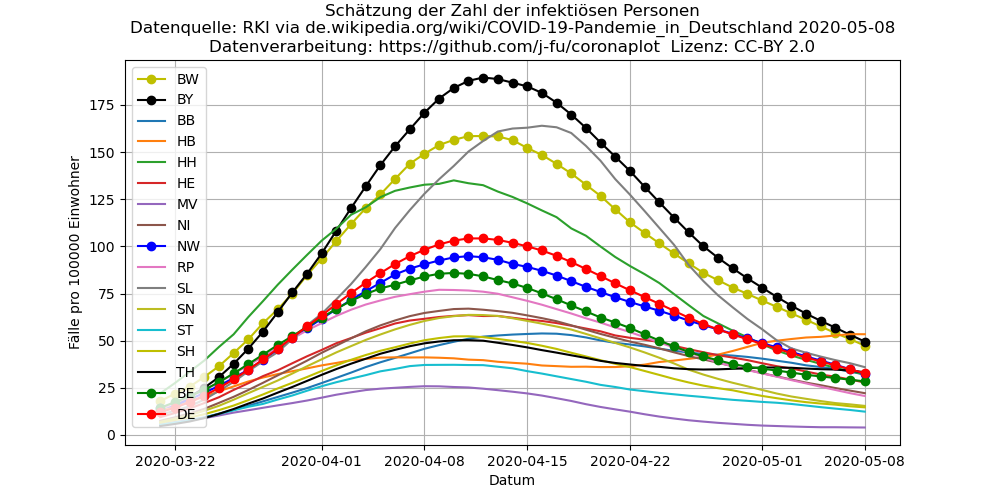 Schätzung der Zahl der infektiösen Personen
Datenquelle: RKI via de.wikipedia.org/wiki/COVID-19-Pandemie_in_Deutschland 2020-05-08
Datenverarbeitung: https://github.com/j-fu/coronaplot  Lizenz: CC-BY 2.0
Fälle pro 100000 Einwohner
175
150
125
100
75
50
25
0
BW
BY
BB
HB
HH
HE
MV
NI
NW
RP
SL
SN
ST
SH
TH
BE
DE
2020-03-22 2020-04-01 2020-04-08 2020-04-15 2020-04-22 2020-05-01 2020-05-08
Datum